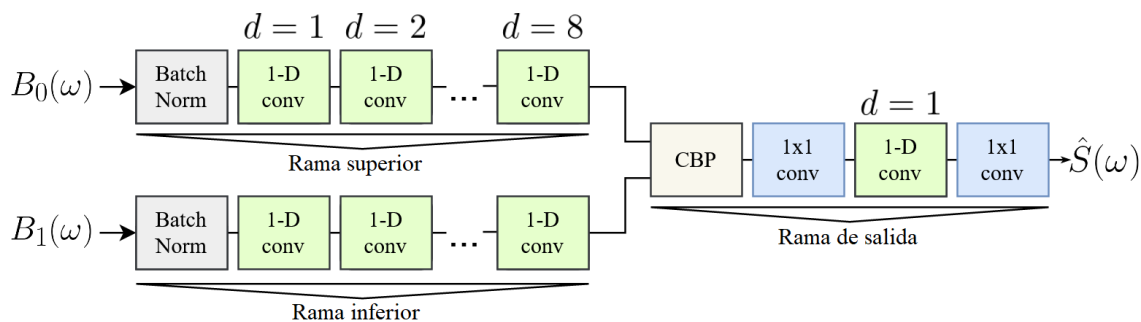 d = 1 d = 2 d = 8
B₀(ω) Batch Norm 1-D conv 1-D conv ... 1-D conv
Rama superior
d = 1
CBP 1x1 conv 1-D conv 1x1 conv Ŝ(ω)
Rama de salida
B₁(ω) Batch Norm 1-D conv 1-D conv ... 1-D conv
Rama inferior